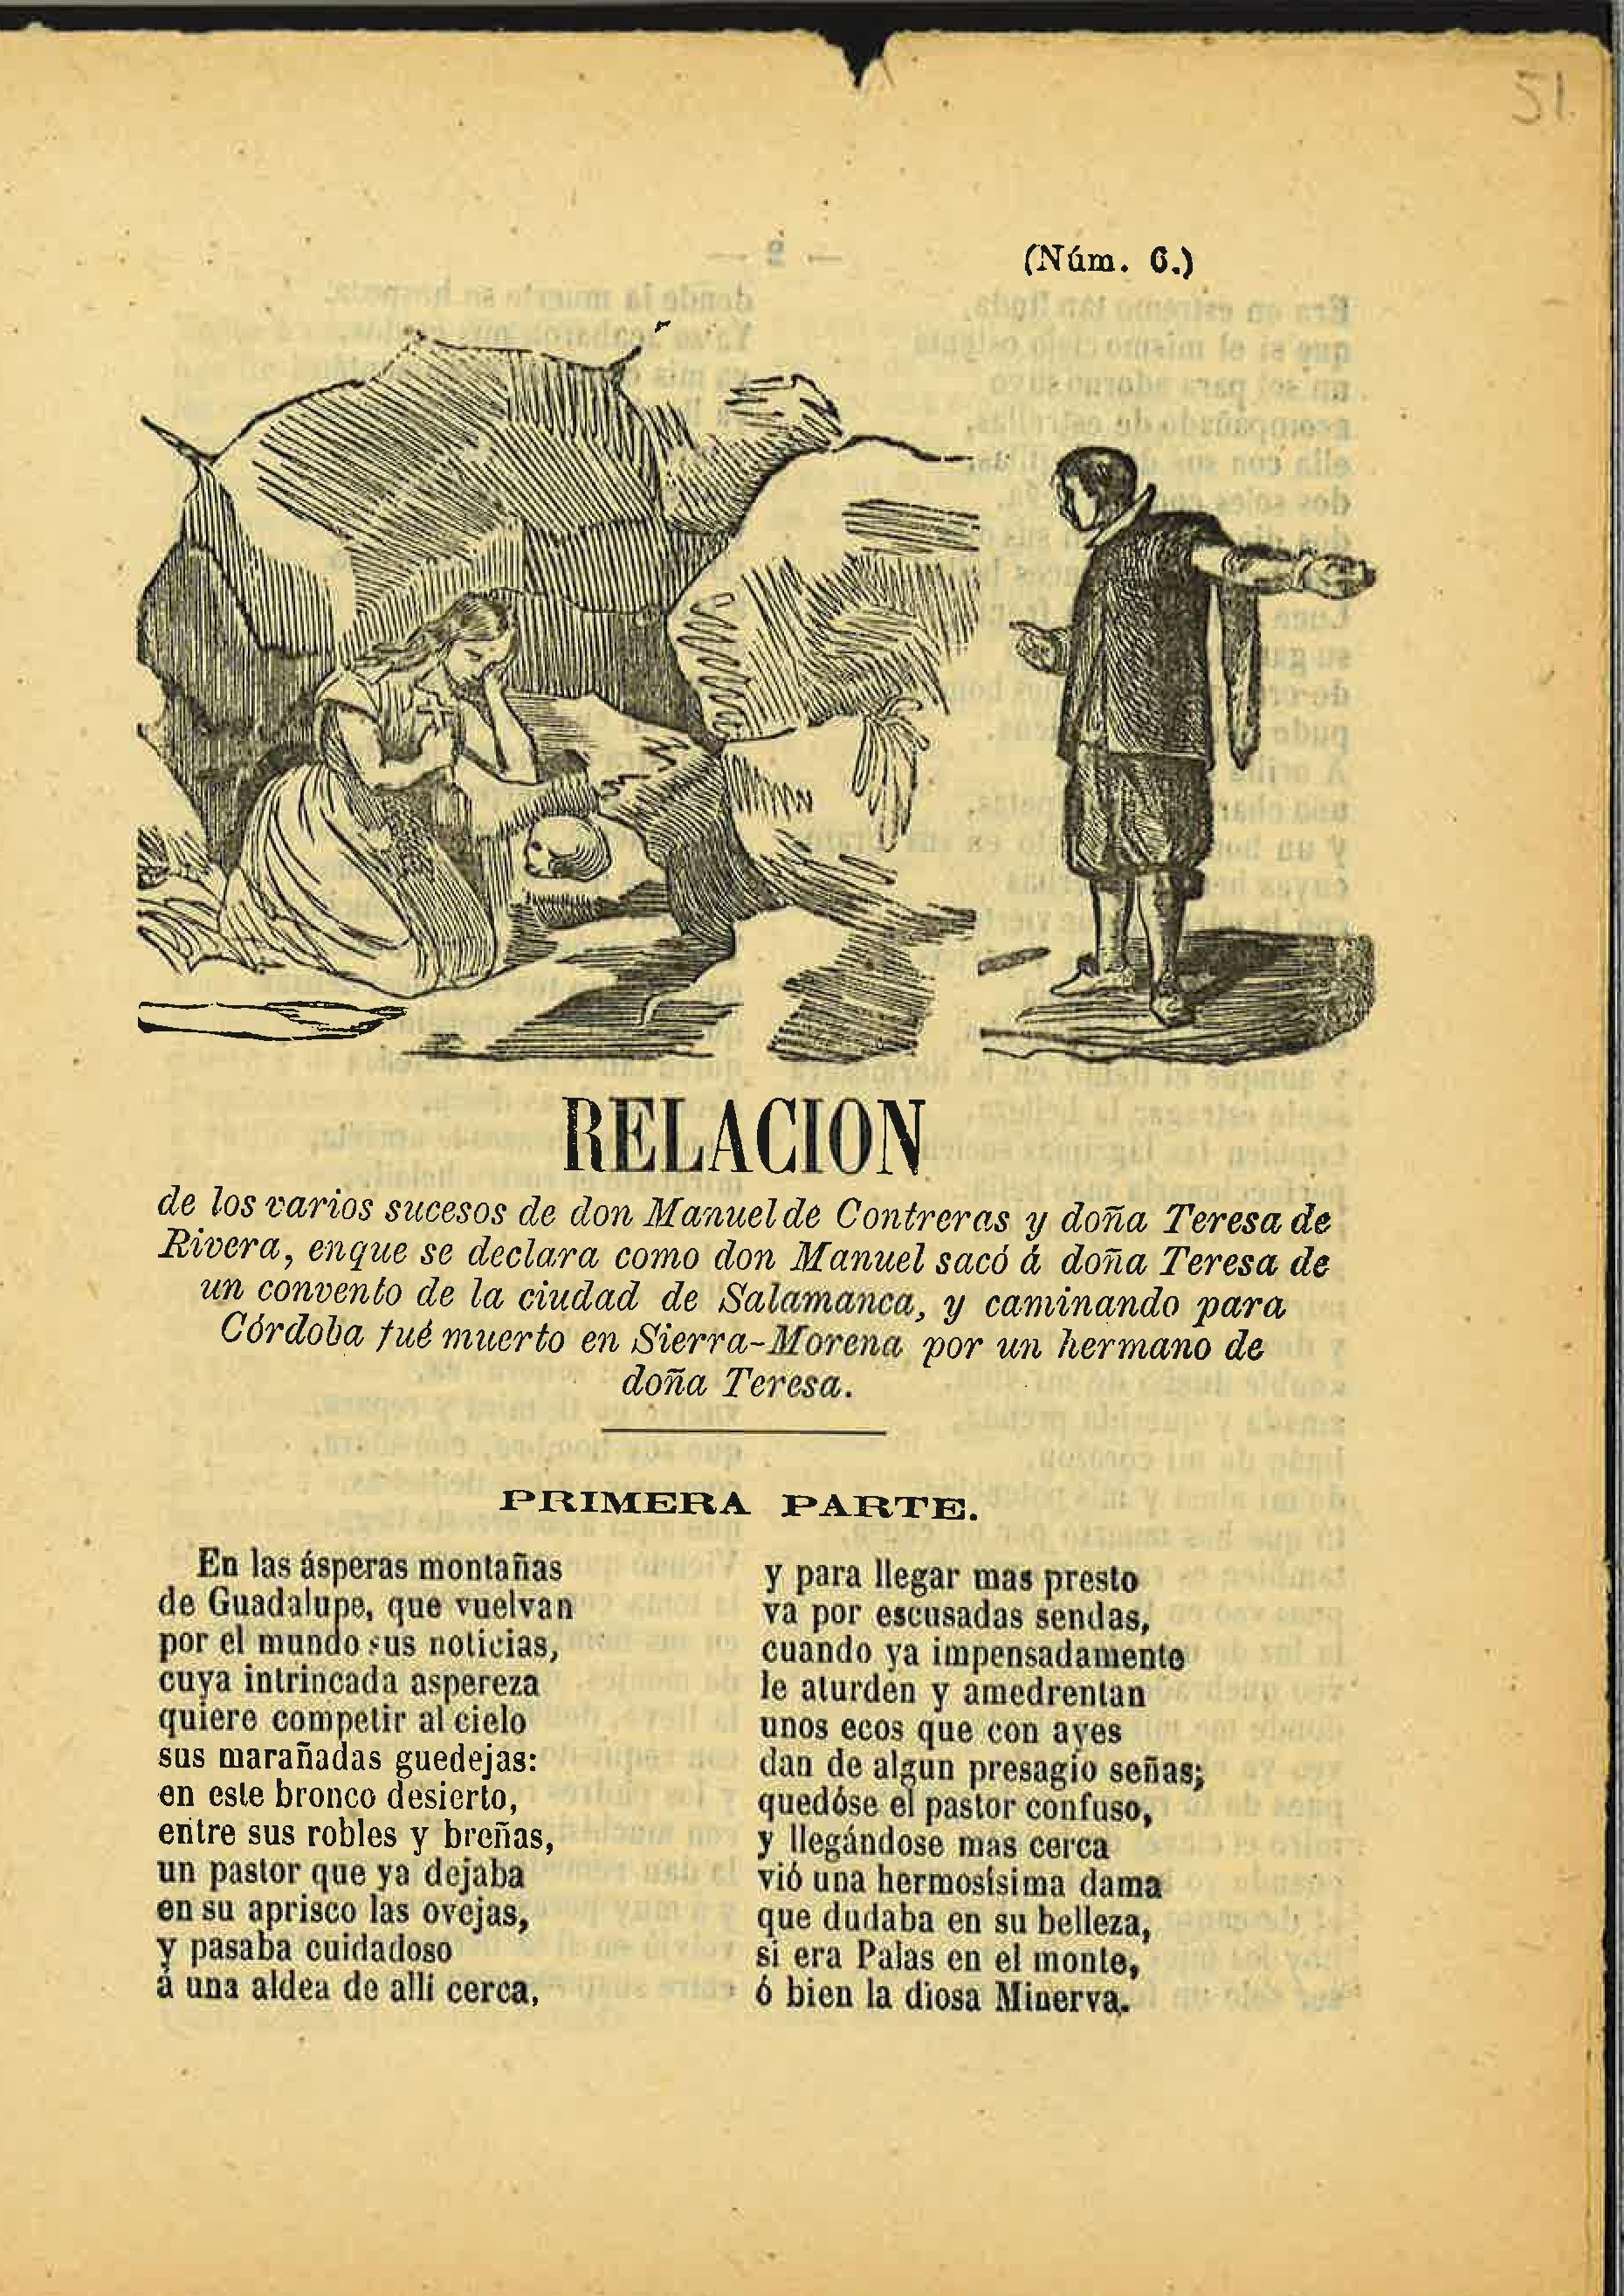 51
(Núm. 6.)
RELACION
de los varios sucesos de don Manuel de Contreras y doña Teresa de
Rivera, en que se declara como don Manuel sacó á doña Teresa de
un convento de la ciudad de Salamanca, y caminando para
Córdoba fué muerto en Sierra-Morena por un hermano de
doña Teresa.
PRIMERA PARTE.
En las ásperas montañas
de Guadalupe, que vuelvan
por el mundo sus noticias,
cuya intrincada aspereza
quiere competir al cielo
sus marañadas guedejas:
en este bronco desierto,
entre sus robles y breñas,
un pastor que ya dejaba
en su aprisco las ovejas,
y pasaba cuidadoso
á una aldea de alli cerca,
y para llegar mas presto
va por escusadas sendas,
cuando ya impensadamente
le aturden y amedrentan
unos ecos que con ayes
dan de algun presagio señas;
quedóse el pastor confuso,
y llegándose mas cerca
vió una hermosísima dama
que dudaba en su belleza,
si era Palas en el monte,
ó bien la diosa Minerva.